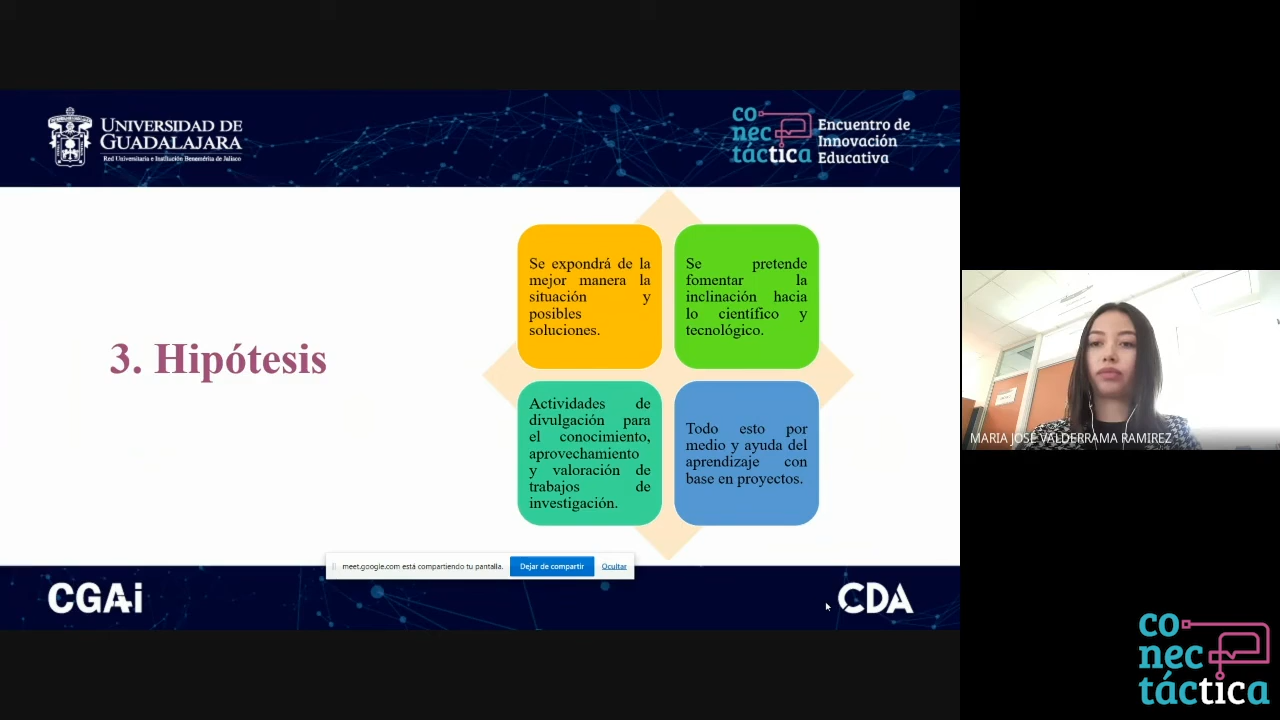 UNIVERSIDAD DE
GUADALAJARA
Red Universitaria e Institución Benemérita de Jalisco
co
nec
táctica
Encuentro de
Innovación
Educativa
3. Hipótesis
Se expondrá de la
mejor manera la
situación y
posibles
soluciones.
Se pretende
fomentar la
inclinación hacia
lo científico y
tecnológico.
Actividades de
divulgación para
el conocimiento,
aprovechamiento
y valoración de
trabajos de
investigación.
Todo esto por
medio y ayuda del
aprendizaje con
base en proyectos.
meet.google.com está compartiendo tu pantalla.
Dejar de compartir
Ocultar
CGAi
CDA
MARIA JOSÉ VALDERRAMA RAMIREZ
co
nec
táctica